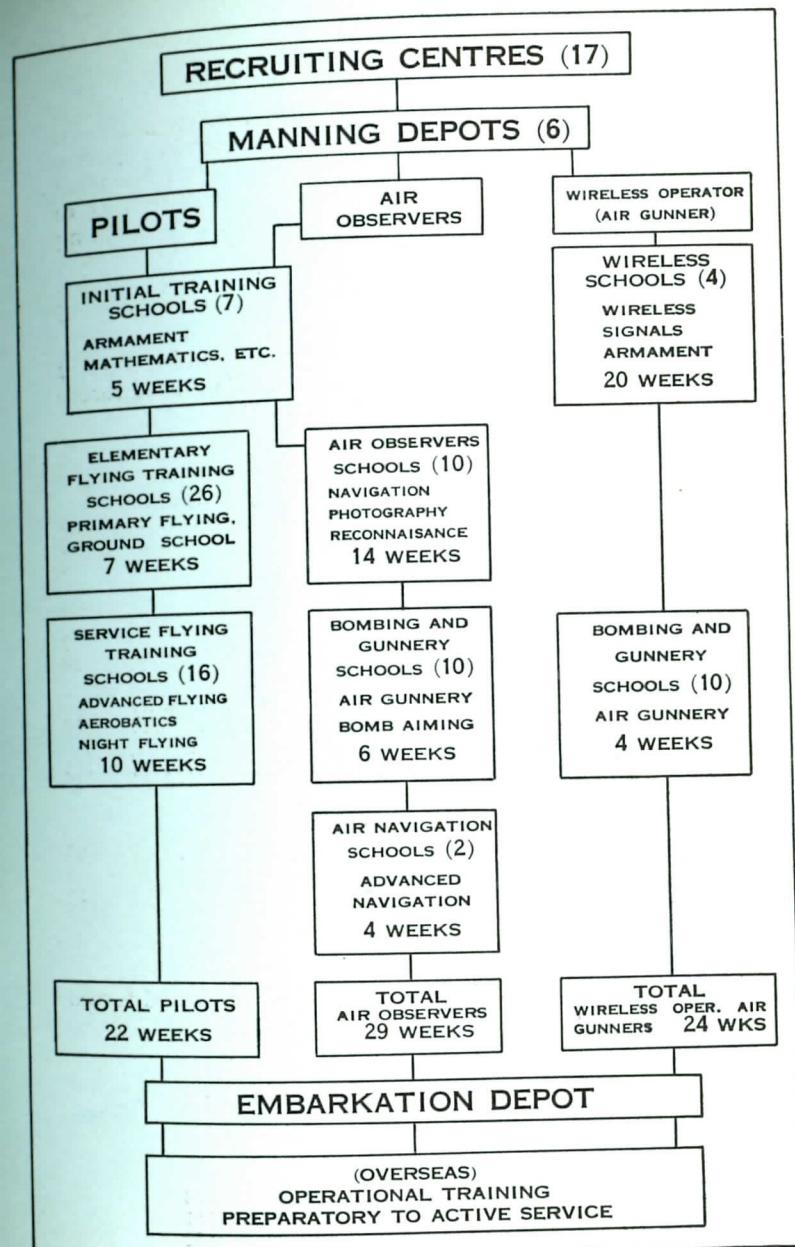 RECRUITING CENTRES (17)
MANNING DEPOTS (6)
PILOTS
AIR
OBSERVERS
WIRELESS OPERATOR
(AIR GUNNER)
INITIAL TRAINING
SCHOOLS (7)
ARMAMENT
MATHEMATICS, ETC.
5 WEEKS
WIRELESS
SCHOOLS (4)
WIRELESS
SIGNALS
ARMAMENT
20 WEEKS
ELEMENTARY
FLYING TRAINING
SCHOOLS (26)
PRIMARY FLYING,
GROUND SCHOOL
7 WEEKS
AIR OBSERVERS
SCHOOLS (10)
NAVIGATION
PHOTOGRAPHY
RECONNAISANCE
14 WEEKS
SERVICE FLYING
TRAINING
SCHOOLS (16)
ADVANCED FLYING
AEROBATICS
NIGHT FLYING
10 WEEKS
BOMBING AND
GUNNERY
SCHOOLS (10)
AIR GUNNERY
BOMB AIMING
6 WEEKS
BOMBING AND
GUNNERY
SCHOOLS (10)
AIR GUNNERY
4 WEEKS
AIR NAVIGATION
SCHOOLS (2)
ADVANCED
NAVIGATION
4 WEEKS
TOTAL PILOTS
22 WEEKS
TOTAL
AIR OBSERVERS
29 WEEKS
TOTAL
WIRELESS OPER. AIR
GUNNERS 24 WKS
EMBARKATION DEPOT
(OVERSEAS)
OPERATIONAL TRAINING
PREPARATORY TO ACTIVE SERVICE